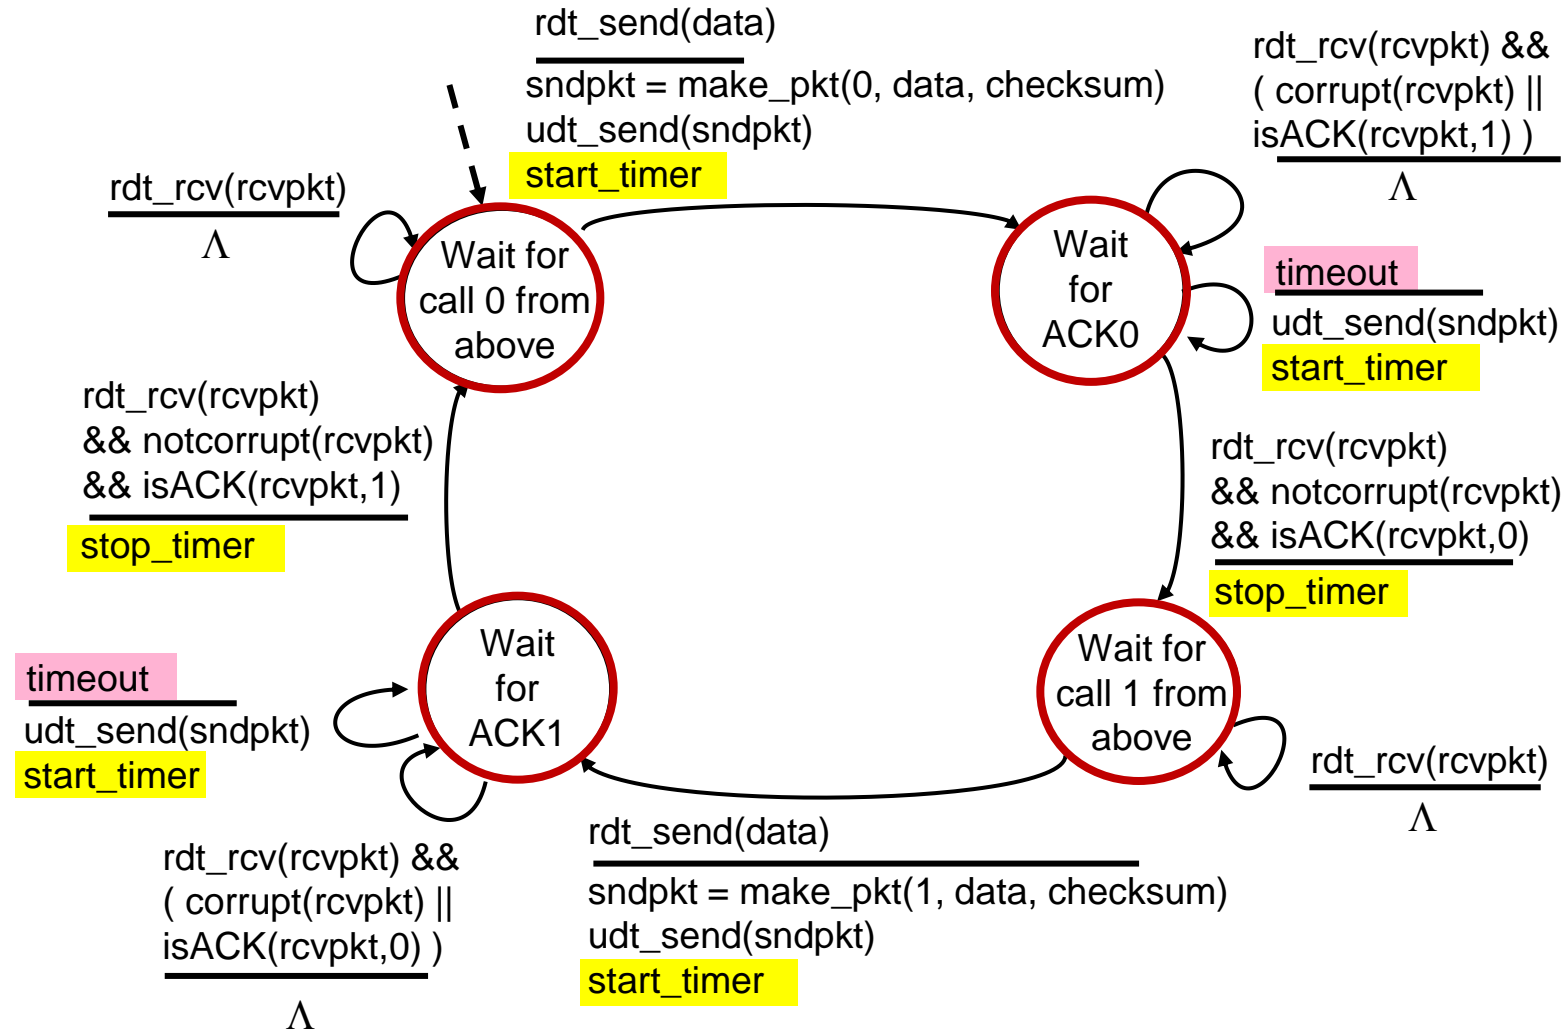 rdt_send(data)
sndpkt = make_pkt(0, data, checksum)
udt_send(sndpkt)
start_timer
rdt_rcv(rcvpkt) &&
( corrupt(rcvpkt) ||
isACK(rcvpkt,1) )
Λ
rdt_rcv(rcvpkt)
Λ
Wait for
call 0 from
above
Wait
for
ACK0
timeout
udt_send(sndpkt)
start_timer
rdt_rcv(rcvpkt)
&& notcorrupt(rcvpkt)
&& isACK(rcvpkt,1)
stop_timer
rdt_rcv(rcvpkt)
&& notcorrupt(rcvpkt)
&& isACK(rcvpkt,0)
stop_timer
timeout
udt_send(sndpkt)
start_timer
Wait
for
ACK1
Wait for
call 1 from
above
rdt_rcv(rcvpkt)
Λ
rdt_rcv(rcvpkt) &&
( corrupt(rcvpkt) ||
isACK(rcvpkt,0) )
Λ
rdt_send(data)
sndpkt = make_pkt(1, data, checksum)
udt_send(sndpkt)
start_timer